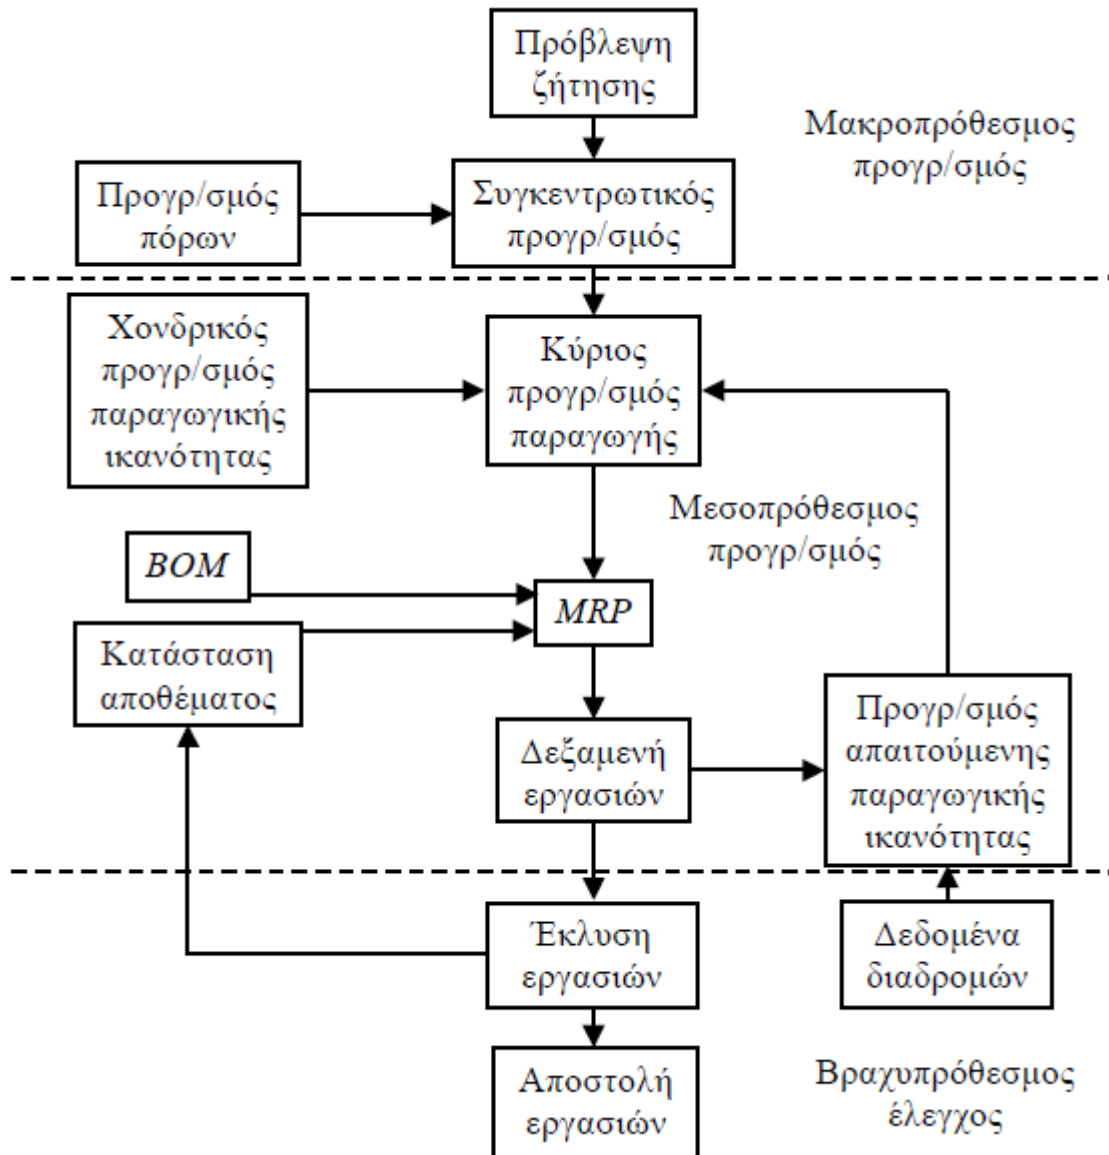 Πρόβλεψη
ζήτησης
Μακροπρόθεσμος
προγρ/σμός
Προγρ/σμός
πόρων
Συγκεντρωτικός
προγρ/σμός
Χονδρικός
προγρ/σμός
παραγωγικής
ικανότητας
Κύριος
προγρ/σμός
παραγωγής
Μεσοπρόθεσμος
προγρ/σμός
BOM
MRP
Κατάσταση
αποθέματος
Δεξαμενή
εργασιών
Προγρ/σμός
απαιτούμενης
παραγωγικής
ικανότητας
Έκλυση
εργασιών
Δεδομένα
διαδρομών
Αποστολή
εργασιών
Βραχυπρόθεσμος
έλεγχος